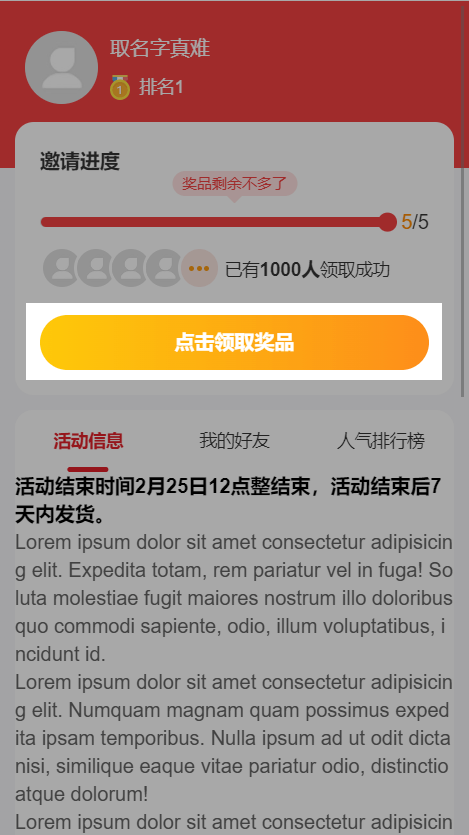 取名字真难
1
排名1
邀请进度
奖品剩余不多了
5/5
已有1000人领取成功
点击领取奖品
活动信息 我的好友 人气排行榜
活动结束时间2月25日12点整结束，活动结束后7
天内发货。
Lorem ipsum dolor sit amet consectetur adipisicin
g elit. Expedita totam, rem pariatur vel in fuga! So
luta molestiae fugit maiores nostrum illo doloribus
quo commodi sapiente, odio, illum voluptatibus, i
ncidunt id.
Lorem ipsum dolor sit amet consectetur adipisicin
g elit. Numquam magnam quam possimus exped
ita ipsam temporibus. Nulla ipsum ad ut odit dicta
nisi, similique eaque vitae pariatur odio, distinctio
atque dolorum!
Lorem ipsum dolor sit amet consectetur adipisicin